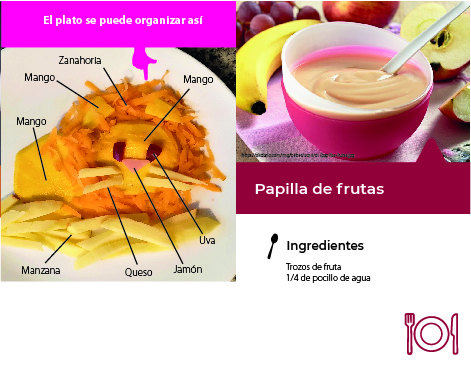 El plato se puede organizar así
Zanahoria
Mango
Mango
Mango
Uva
Manzana
Queso
Jamón
Papilla de frutas
Ingredientes
Trozos de fruta
1/4 de pocillo de agua